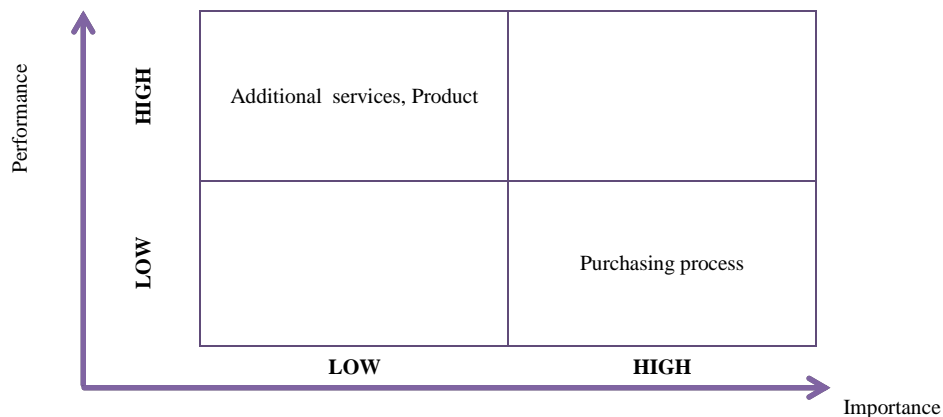 Performance
HIGH
Additional services, Product
LOW
Purchasing process
LOW HIGH
Importance